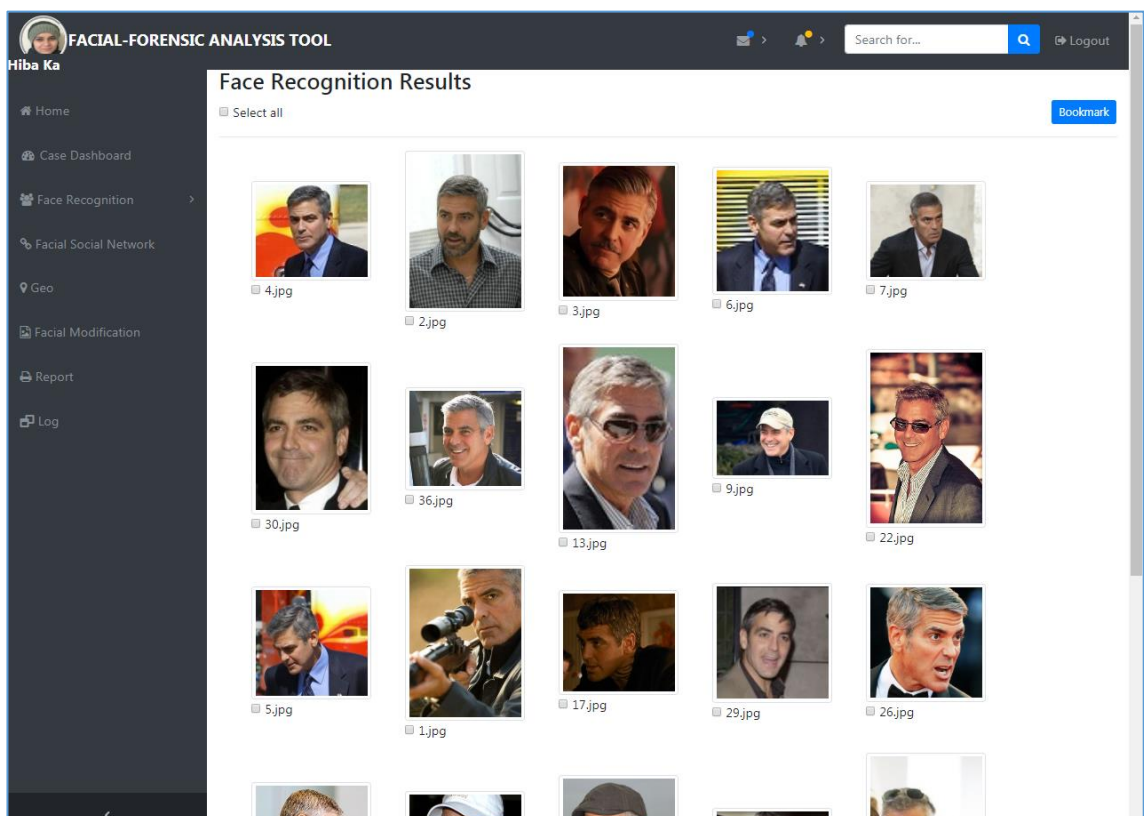 FACIAL-FORENSIC ANALYSIS TOOL
Search for...
Logout
Hiba Ka
Home
Case Dashboard
Face Recognition
Facial Social Network
Geo
Facial Modification
Report
Log
Face Recognition Results
Select all
Bookmark
4.jpg
2.jpg
3.jpg
6.jpg
7.jpg
30.jpg
36.jpg
13.jpg
9.jpg
22.jpg
5.jpg
1.jpg
17.jpg
29.jpg
26.jpg